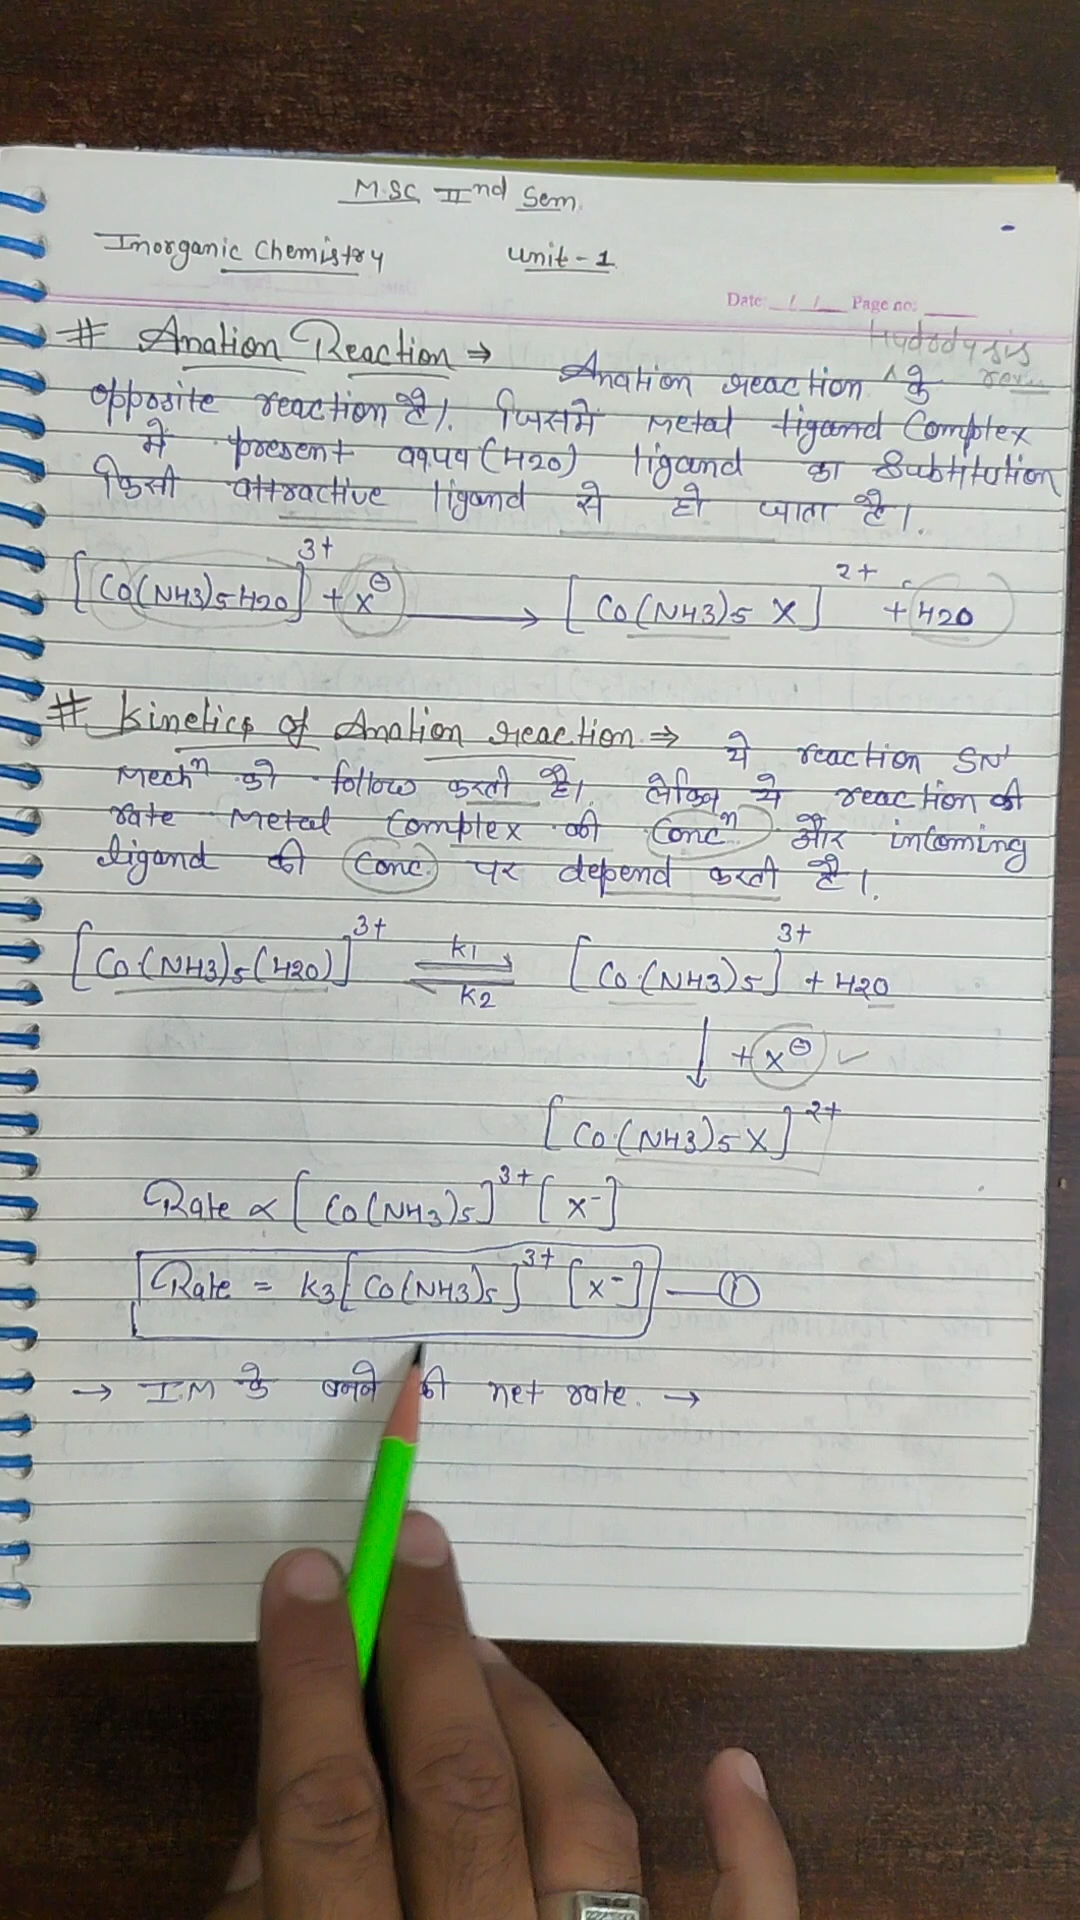 M.SC IInd Sem.
Inorganic Chemistry Unit-1
Date: / / Page no:
# Anation Reaction ⇒ Anation reaction ^ के
opposite reaction है। जिसमें metal ligand complex
में present aqua (H2O) ligand का substitution
किसी attractive ligand से हो जाता है।
[Co(NH3)5H2O]3+ + X⊖ ⟶ [Co(NH3)5 X]2+ + H2O
# Kinetics of Anation reaction ⇒ ये reaction SN1
Mechn को follow करती है। लेकिन ये reaction की
rate Metal Complex की Concn और incoming
ligand की Conc. पर depend करती है।
[Co(NH3)5(H2O)]3+ ⇌ K1 K2 [Co(NH3)5]3+ + H2O
↓ + X⊖ ✓
[Co(NH3)5 X]2+
Rate ∝ [Co(NH3)5]3+ [X-]
Rate = K3[Co(NH3)5]3+ [X-] — ①
→ I.M के बनने की net rate. →